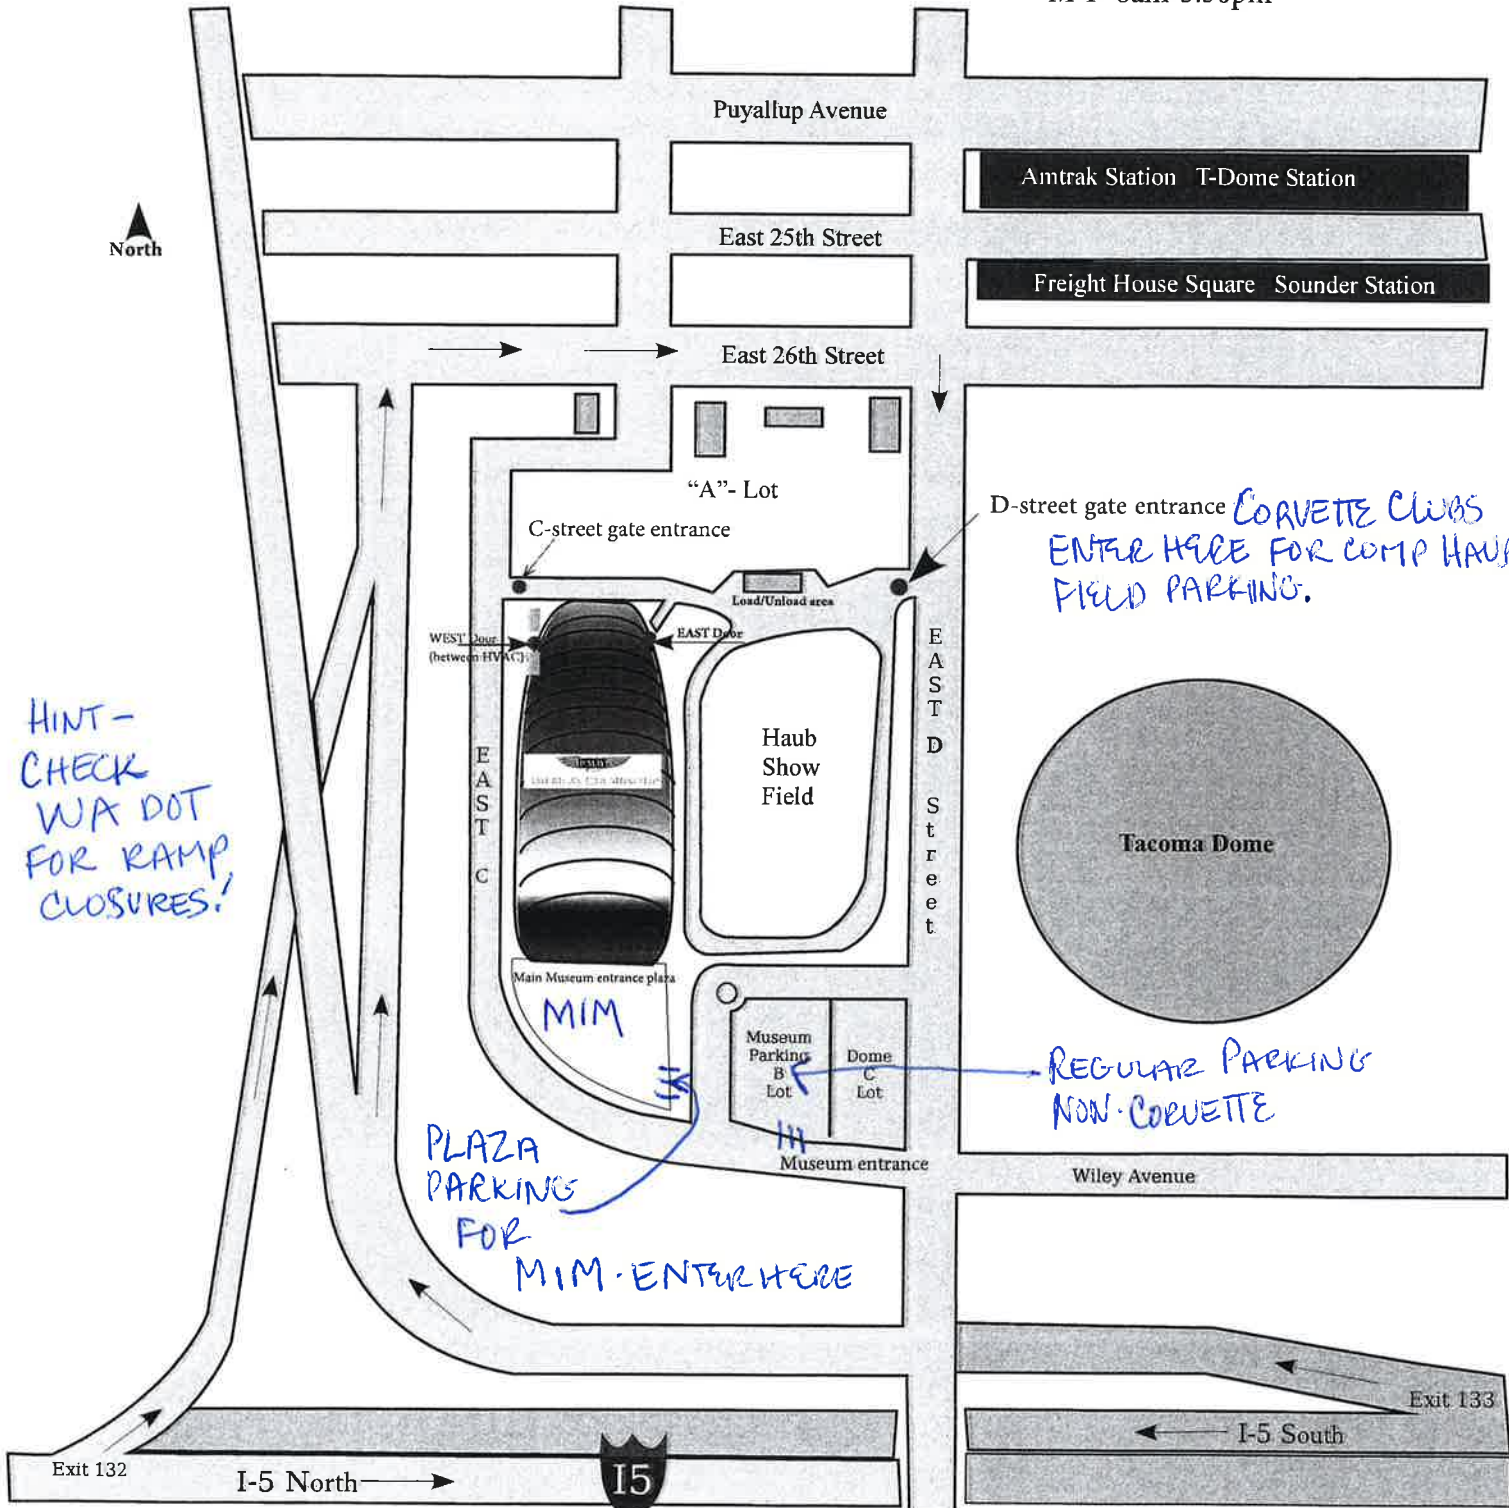 Puyallup Avenue
Amtrak Station T-Dome Station
North
East 25th Street
Freight House Square Sounder Station
East 26th Street
“A”- Lot
D-street gate entrance CORVETTE CLUBS
ENTER HERE FOR COMP HAUB
FIELD PARKING.
C-street gate entrance
Load/Unload area
WEST Door
(between HVAC)
EAST Door
EAST D Street
HINT -
CHECK
WA DOT
FOR RAMP
CLOSURES!
EAST C
Haub
Show
Field
Tacoma Dome
Main Museum entrance plaza
MIM
Museum
Parking
B
Lot
Dome
C
Lot
REGULAR PARKING
NON-CORVETTE
PLAZA
PARKING
FOR
MIM. ENTER HERE
Museum entrance
Wiley Avenue
Exit 133
I-5 South
Exit 132
I-5 North
I5